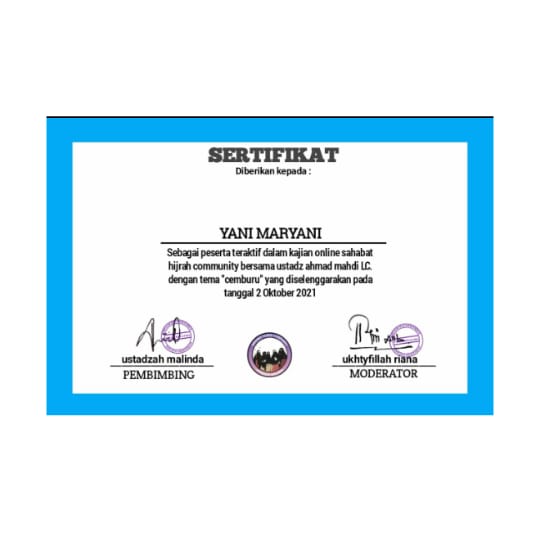 SERTIFIKAT
Diberikan kepada :
YANI MARYANI
Sebagai peserta teraktif dalam kajian online sahabat
hijrah community bersama ustadz ahmad mahdi LC.
dengan tema "cemburu" yang diselenggarakan pada
tanggal 2 Oktober 2021
ustadzah malinda
PEMBIMBING
ukhtyfillah riana
MODERATOR